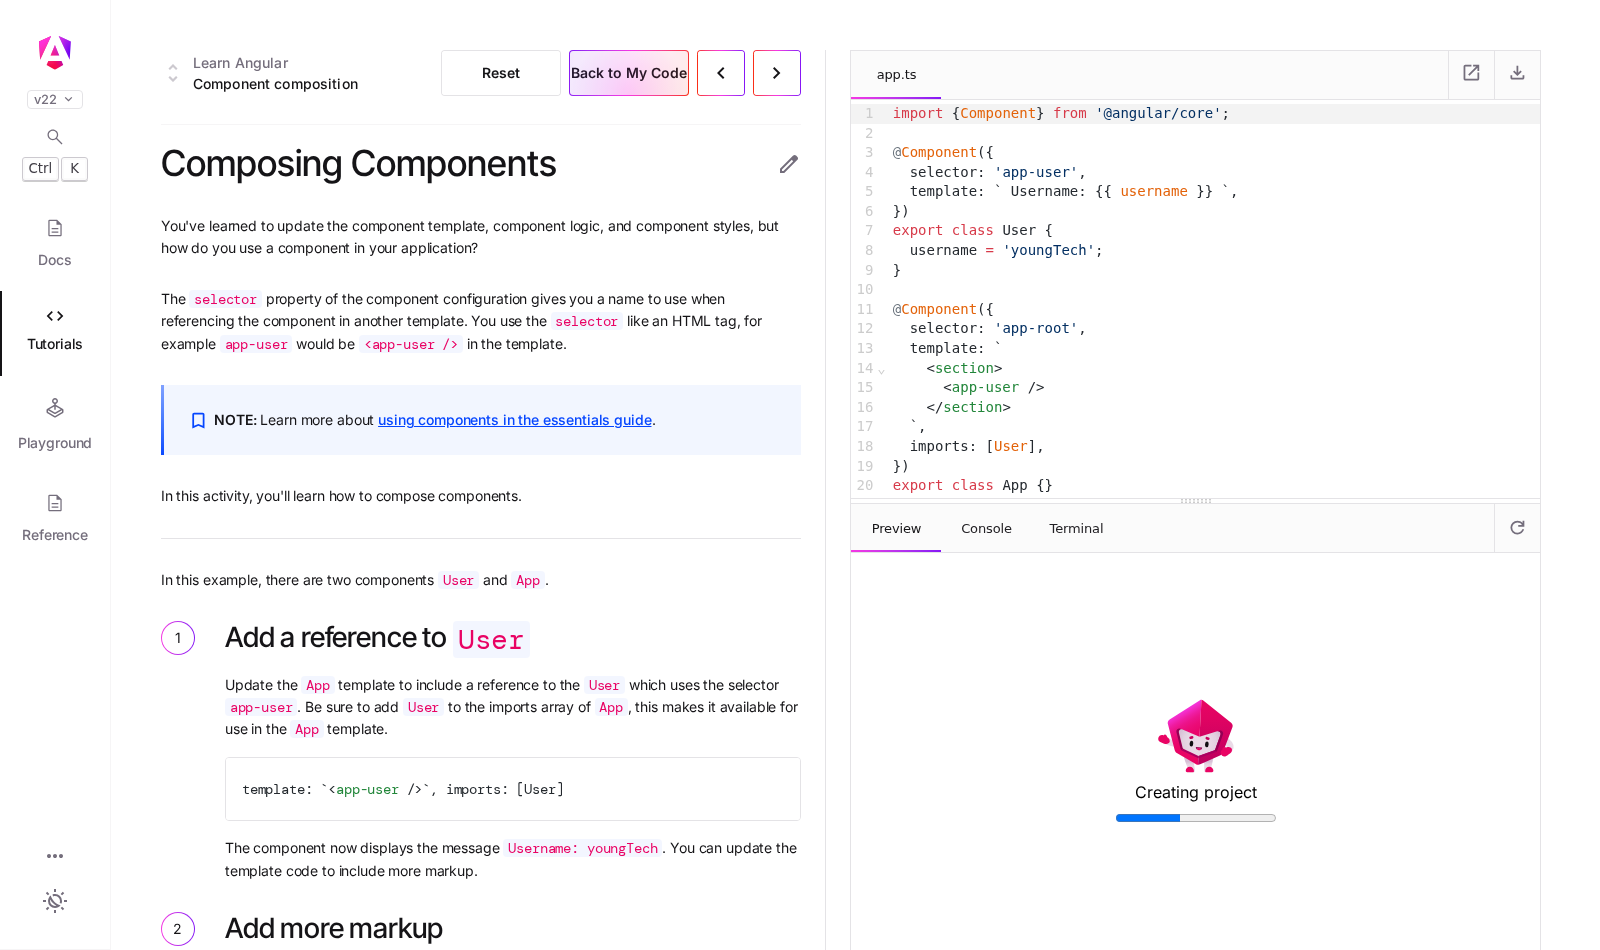 v22
Ctrl K
Docs
Tutorials
Playground
Reference
Learn Angular
Component composition
Reset
Back to My Code
Composing Components
You've learned to update the component template, component logic, and component styles, but
how do you use a component in your application?
The selector property of the component configuration gives you a name to use when
referencing the component in another template. You use the selector like an HTML tag, for
example app-user would be <app-user /> in the template.
NOTE: Learn more about using components in the essentials guide.
In this activity, you'll learn how to compose components.
In this example, there are two components User and App.
1 Add a reference to User
Update the App template to include a reference to the User which uses the selector
app-user. Be sure to add User to the imports array of App, this makes it available for
use in the App template.
template: `<app-user />`, imports: [User]
The component now displays the message Username: youngTech. You can update the
template code to include more markup.
2 Add more markup
app.ts
1 import {Component} from '@angular/core';
2
3 @Component({
4   selector: 'app-user',
5   template: ` Username: {{ username }} `,
6 })
7 export class User {
8   username = 'youngTech';
9 }
10
11 @Component({
12   selector: 'app-root',
13   template: `
14     <section>
15       <app-user />
16     </section>
17   `,
18   imports: [User],
19 })
20 export class App {}
Preview Console Terminal
Creating project